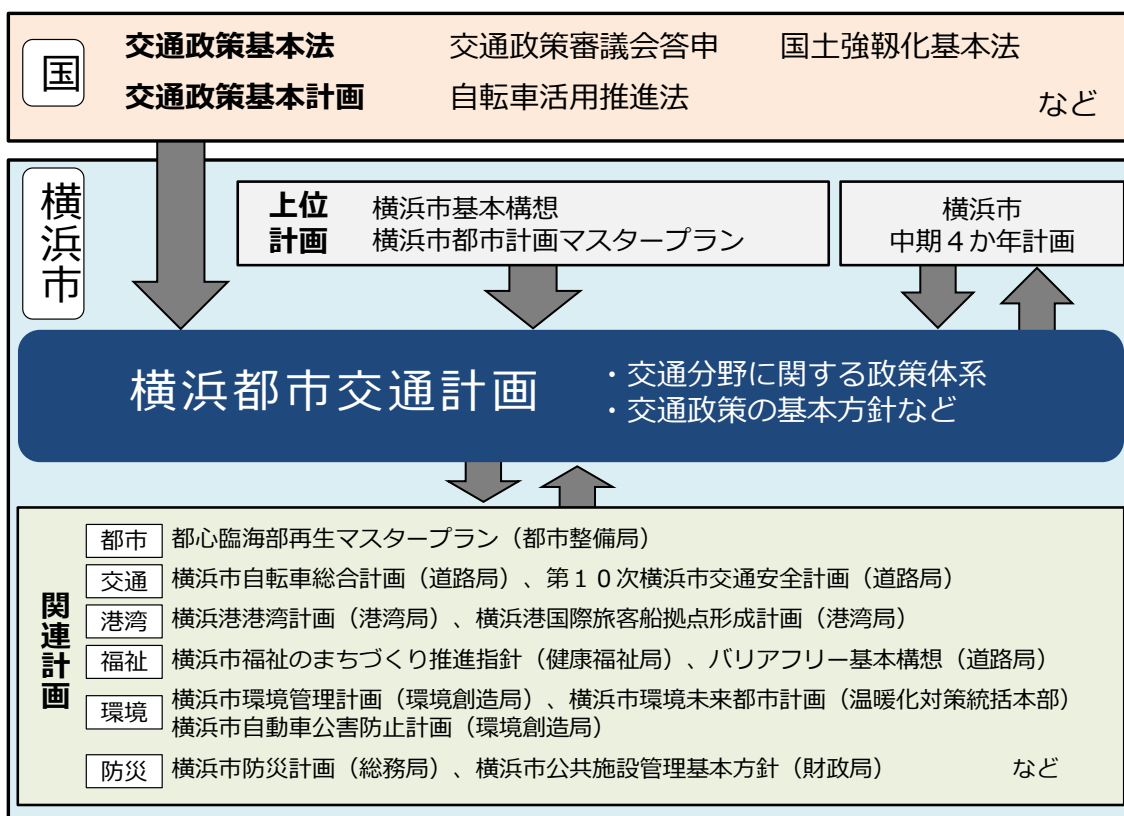 国
交通政策基本法 交通政策審議会答申 国土強靱化基本法
交通政策基本計画 自転車活用推進法 など
横浜市
上位計画
横浜市基本構想
横浜市都市計画マスタープラン
横浜市
中期４か年計画
横浜都市交通計画
・交通分野に関する政策体系
・交通政策の基本方針など
関連計画
都市 都心臨海部再生マスタープラン（都市整備局）
交通 横浜市自転車総合計画（道路局）、第１０次横浜市交通安全計画（道路局）
港湾 横浜港港湾計画（港湾局）、横浜港国際旅客船拠点形成計画（港湾局）
福祉 横浜市福祉のまちづくり推進指針（健康福祉局）、バリアフリー基本構想（道路局）
環境 横浜市環境管理計画（環境創造局）、横浜市環境未来都市計画（温暖化対策統括本部）
横浜市自動車公害防止計画（環境創造局）
防災 横浜市防災計画（総務局）、横浜市公共施設管理基本方針（財政局） など